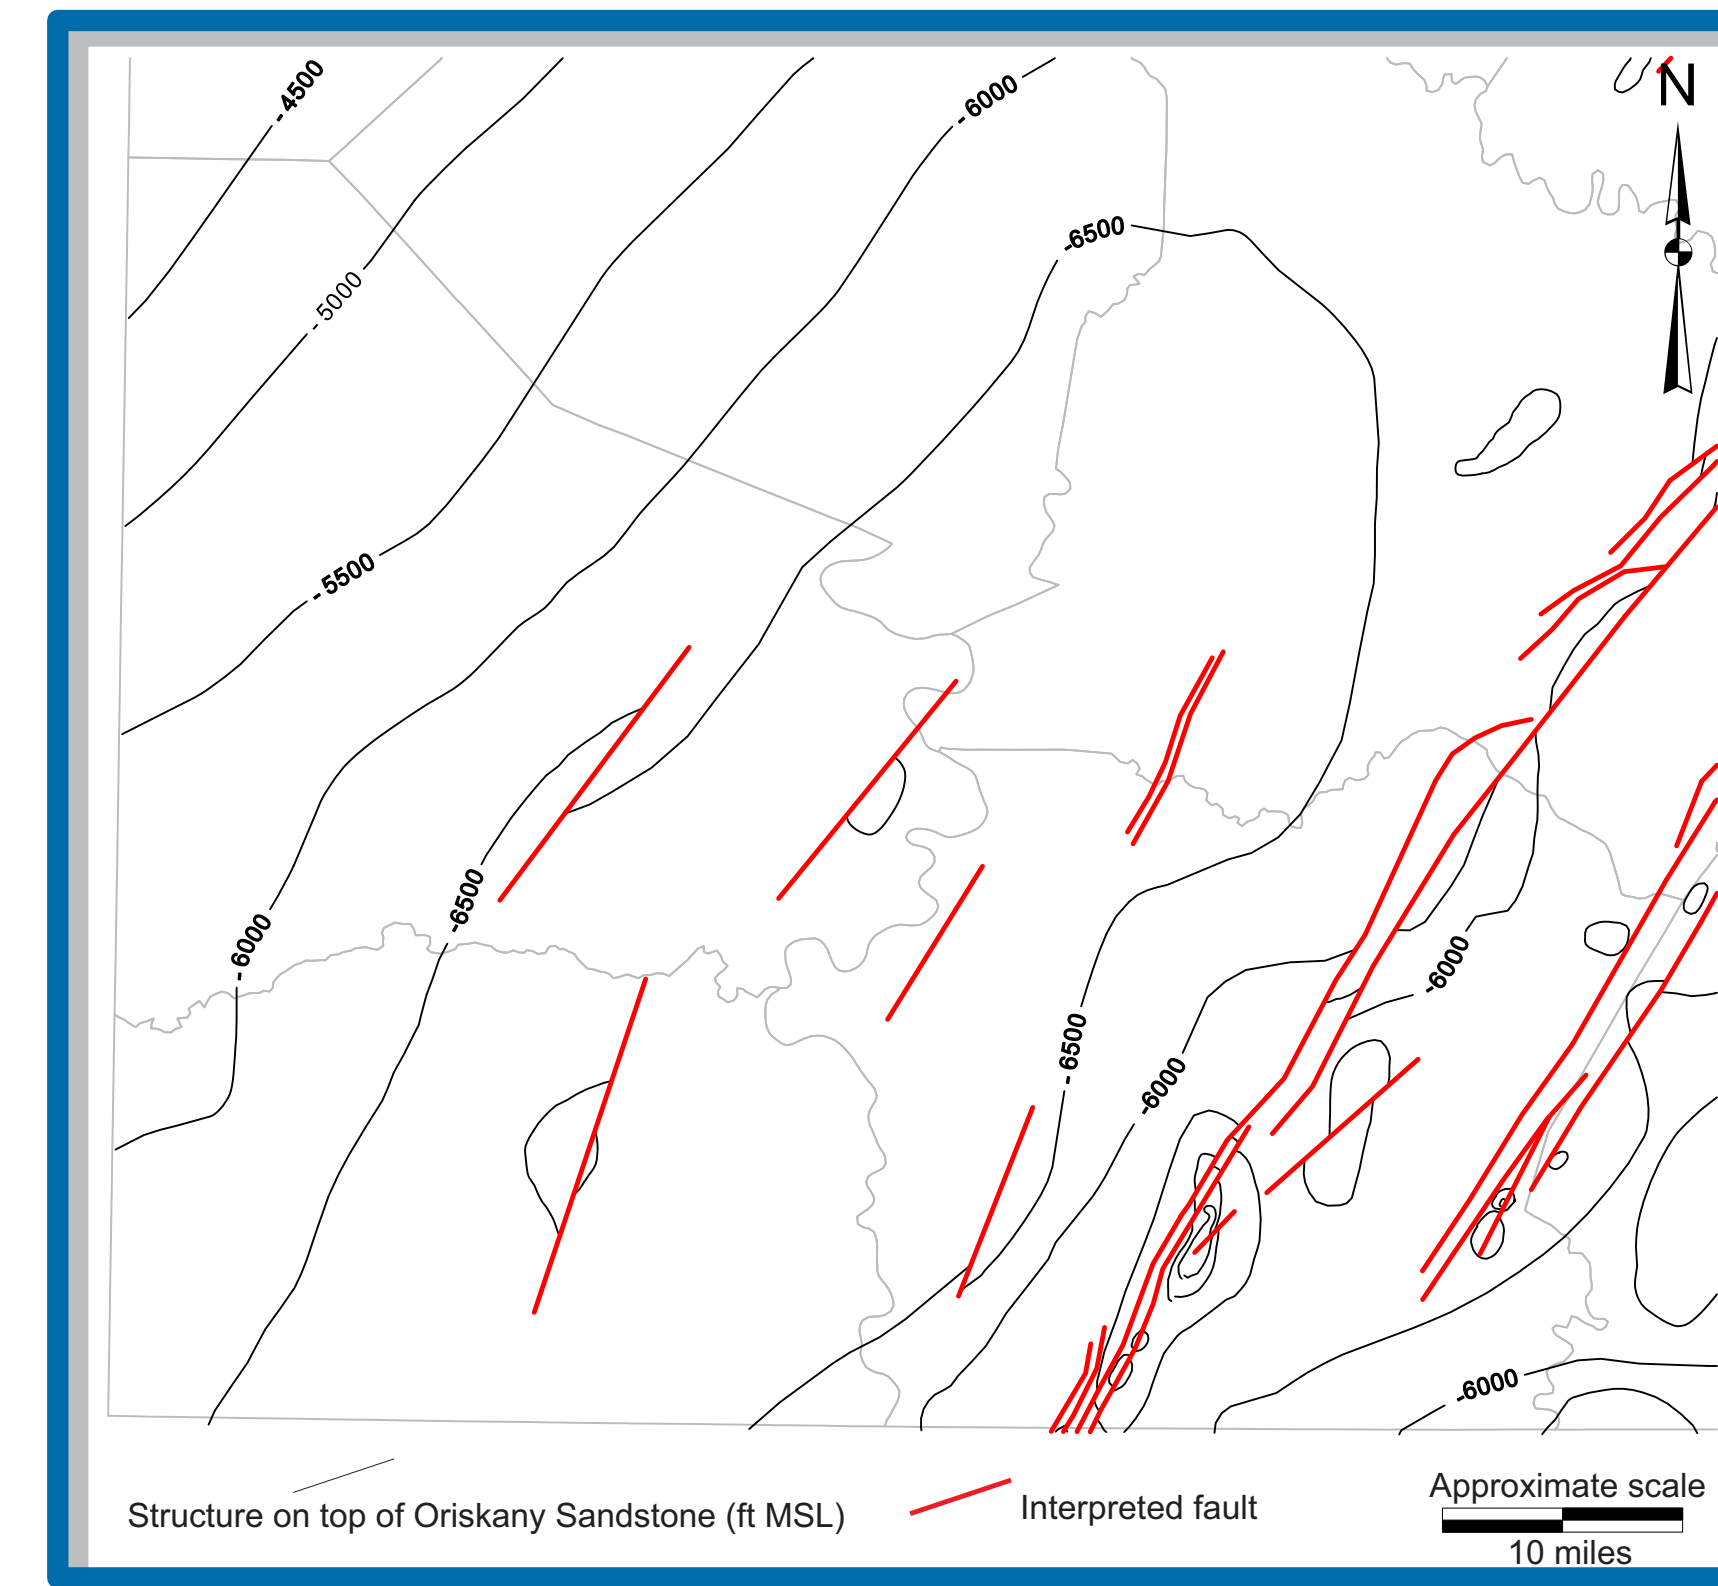 N
-4500
-6000
-6500
- 5000
-5500
-6500
-6000
-6000
-6500
-6000
-6000
Structure on top of Oriskany Sandstone (ft MSL)
Interpreted fault
Approximate scale
10 miles